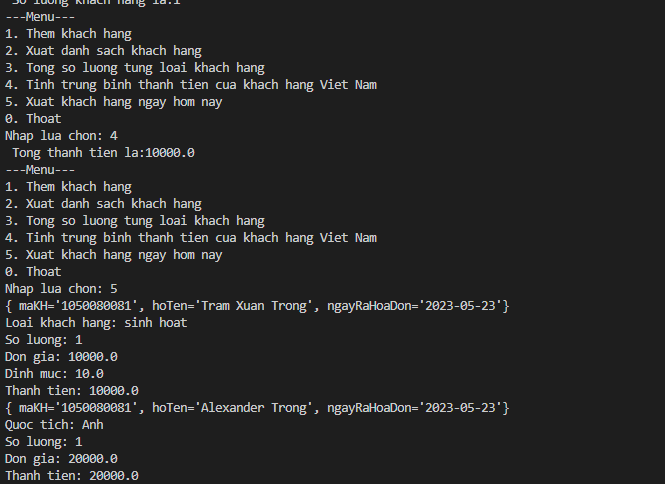 So luong khach hang la:1
---Menu---
1. Them khach hang
2. Xuat danh sach khach hang
3. Tong so luong tung loai khach hang
4. Tinh trung binh thanh tien cua khach hang Viet Nam
5. Xuat khach hang ngay hom nay
0. Thoat
Nhap lua chon: 4
Tong thanh tien la:10000.0
---Menu---
1. Them khach hang
2. Xuat danh sach khach hang
3. Tong so luong tung loai khach hang
4. Tinh trung binh thanh tien cua khach hang Viet Nam
5. Xuat khach hang ngay hom nay
0. Thoat
Nhap lua chon: 5
{ maKH='1050080081', hoTen='Tram Xuan Trong', ngayRaHoaDon='2023-05-23'}
Loai khach hang: sinh hoat
So luong: 1
Don gia: 10000.0
Dinh muc: 10.0
Thanh tien: 10000.0
{ maKH='1050080081', hoTen='Alexander Trong', ngayRaHoaDon='2023-05-23'}
Quoc tich: Anh
So luong: 1
Don gia: 20000.0
Thanh tien: 20000.0